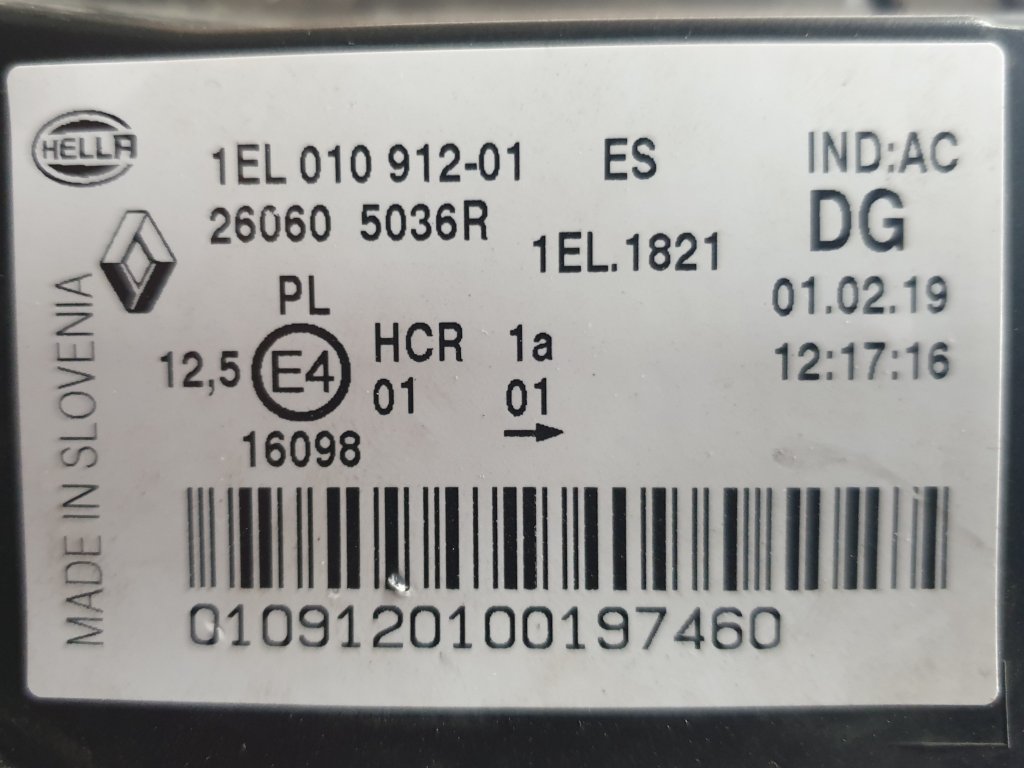 HELLA
1EL 010 912-01 ES IND:AC
26060 5036R 1EL.1821 DG
01.02.19
PL
12,5 E4 HCR 1a 12:17:16
01 01
16098
MADE IN SLOVENIA
0109120100197460